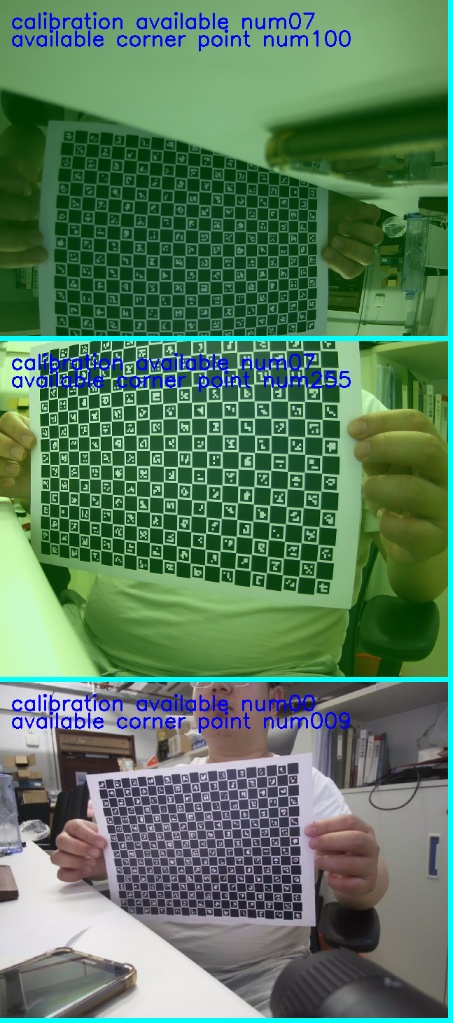 calibration available num07
available corner point num100
calibration available num07
available corner point num255
calibration available num00
available corner point num009